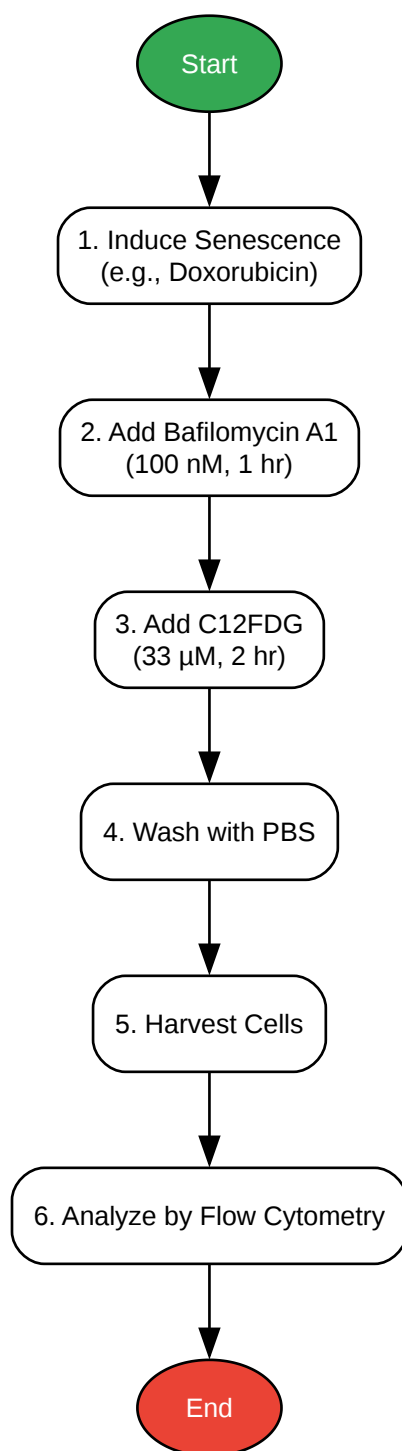 Start
1. Induce Senescence
(e.g., Doxorubicin)
2. Add Bafilomycin A1
(100 nM, 1 hr)
3. Add C12FDG
(33 µM, 2 hr)
4. Wash with PBS
5. Harvest Cells
6. Analyze by Flow Cytometry
End